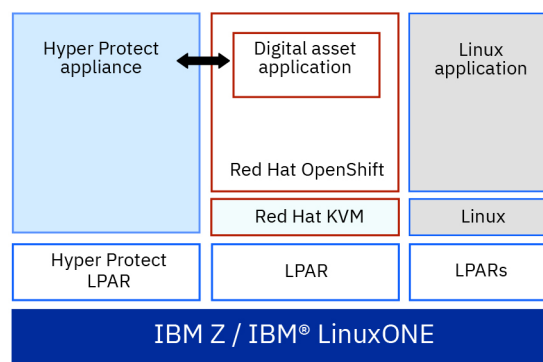 Hyper Protect
appliance
Digital asset
application
Linux
application
Red Hat OpenShift
Red Hat KVM
Linux
Hyper Protect
LPAR
LPAR
LPARs
IBM Z / IBM® LinuxONE